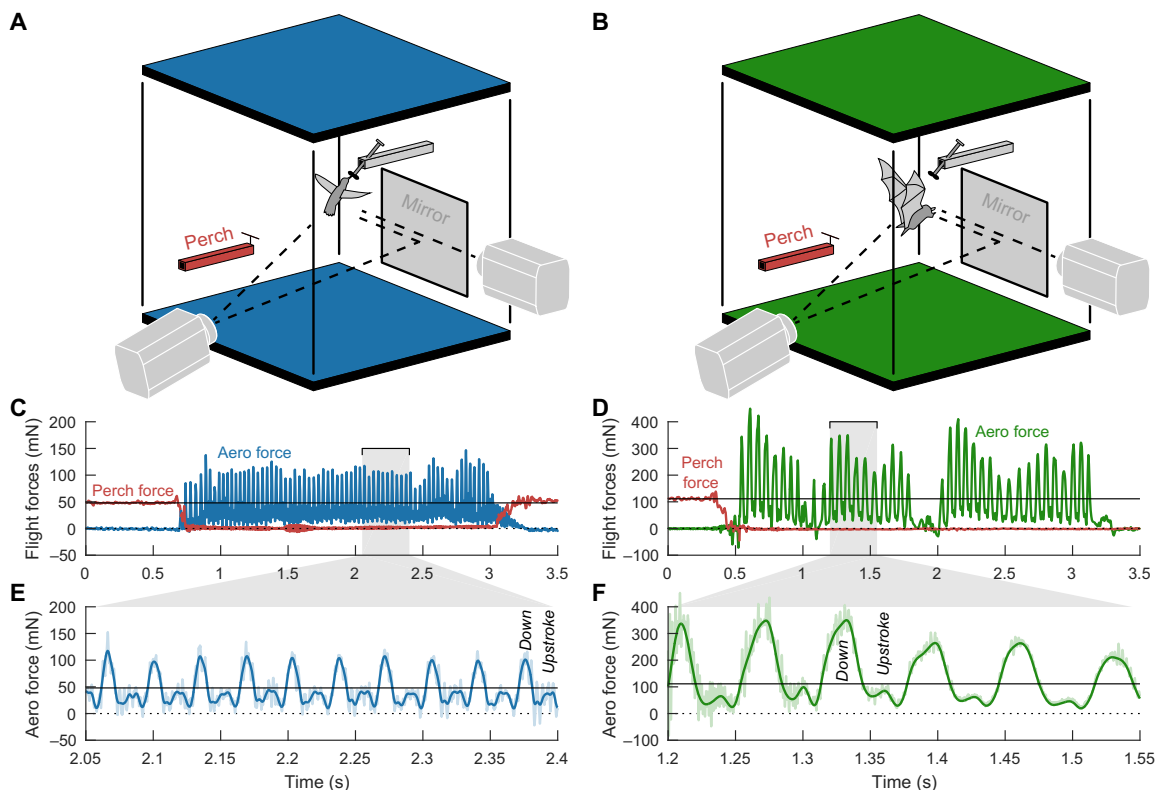 A
B
Mirror
Mirror
Perch
Perch
C
D
Flight forces (mN)
200
150
100
50
0
–50
Aero force
Perch force
0
0.5
1
1.5
2
2.5
3
3.5
Flight forces (mN)
400
300
200
100
0
–100
Perch
force
Aero force
0
0.5
1
1.5
2
2.5
3
3.5
E
F
Aero force (mN)
200
150
100
50
0
–50
Down
Upstroke
2.05
2.1
2.15
2.2
2.25
2.3
2.35
2.4
Time (s)
Aero force (mN)
400
300
200
100
0
–100
Down
Upstroke
1.2
1.25
1.3
1.35
1.4
1.45
1.5
1.55
Time (s)